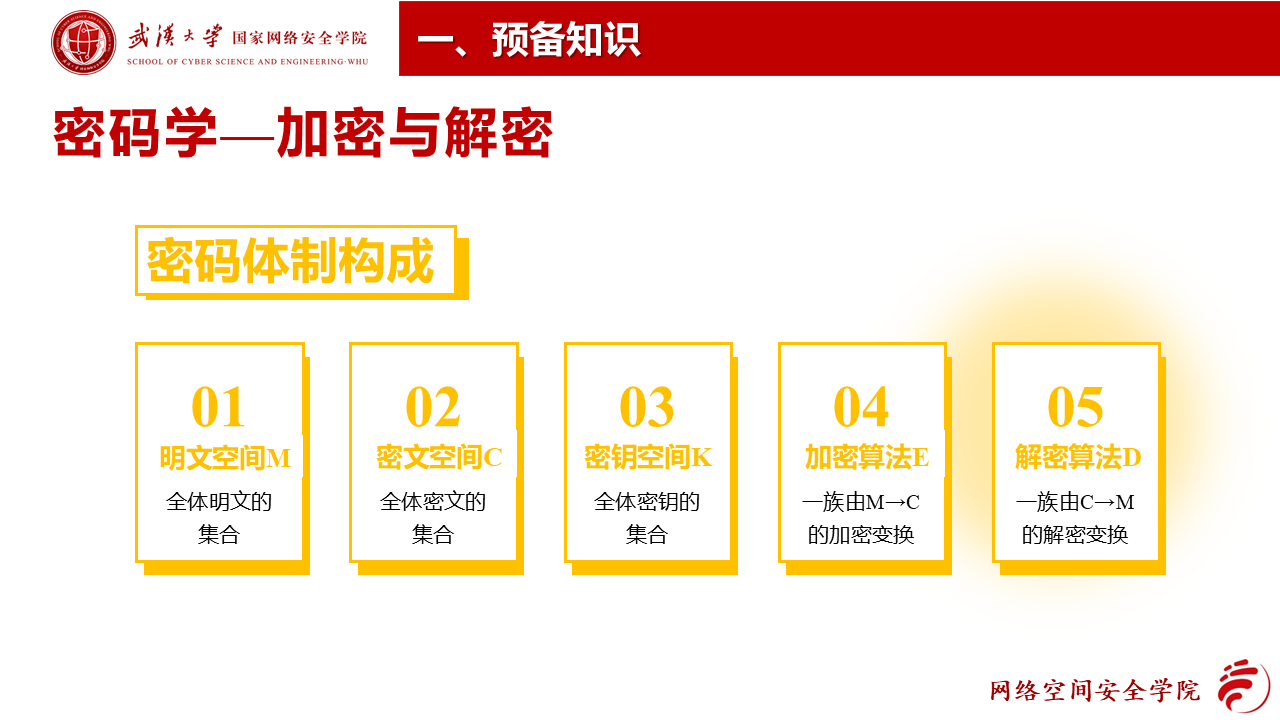 武汉大学 国家网络安全学院
SCHOOL OF CYBER SCIENCE AND ENGINEERING·WHU
一、预备知识
密码学—加密与解密
密码体制构成
01
明文空间M
全体明文的
集合
02
密文空间C
全体密文的
集合
03
密钥空间K
全体密钥的
集合
04
加密算法E
一族由M→C
的加密变换
05
解密算法D
一族由C→M
的解密变换
网络空间安全学院